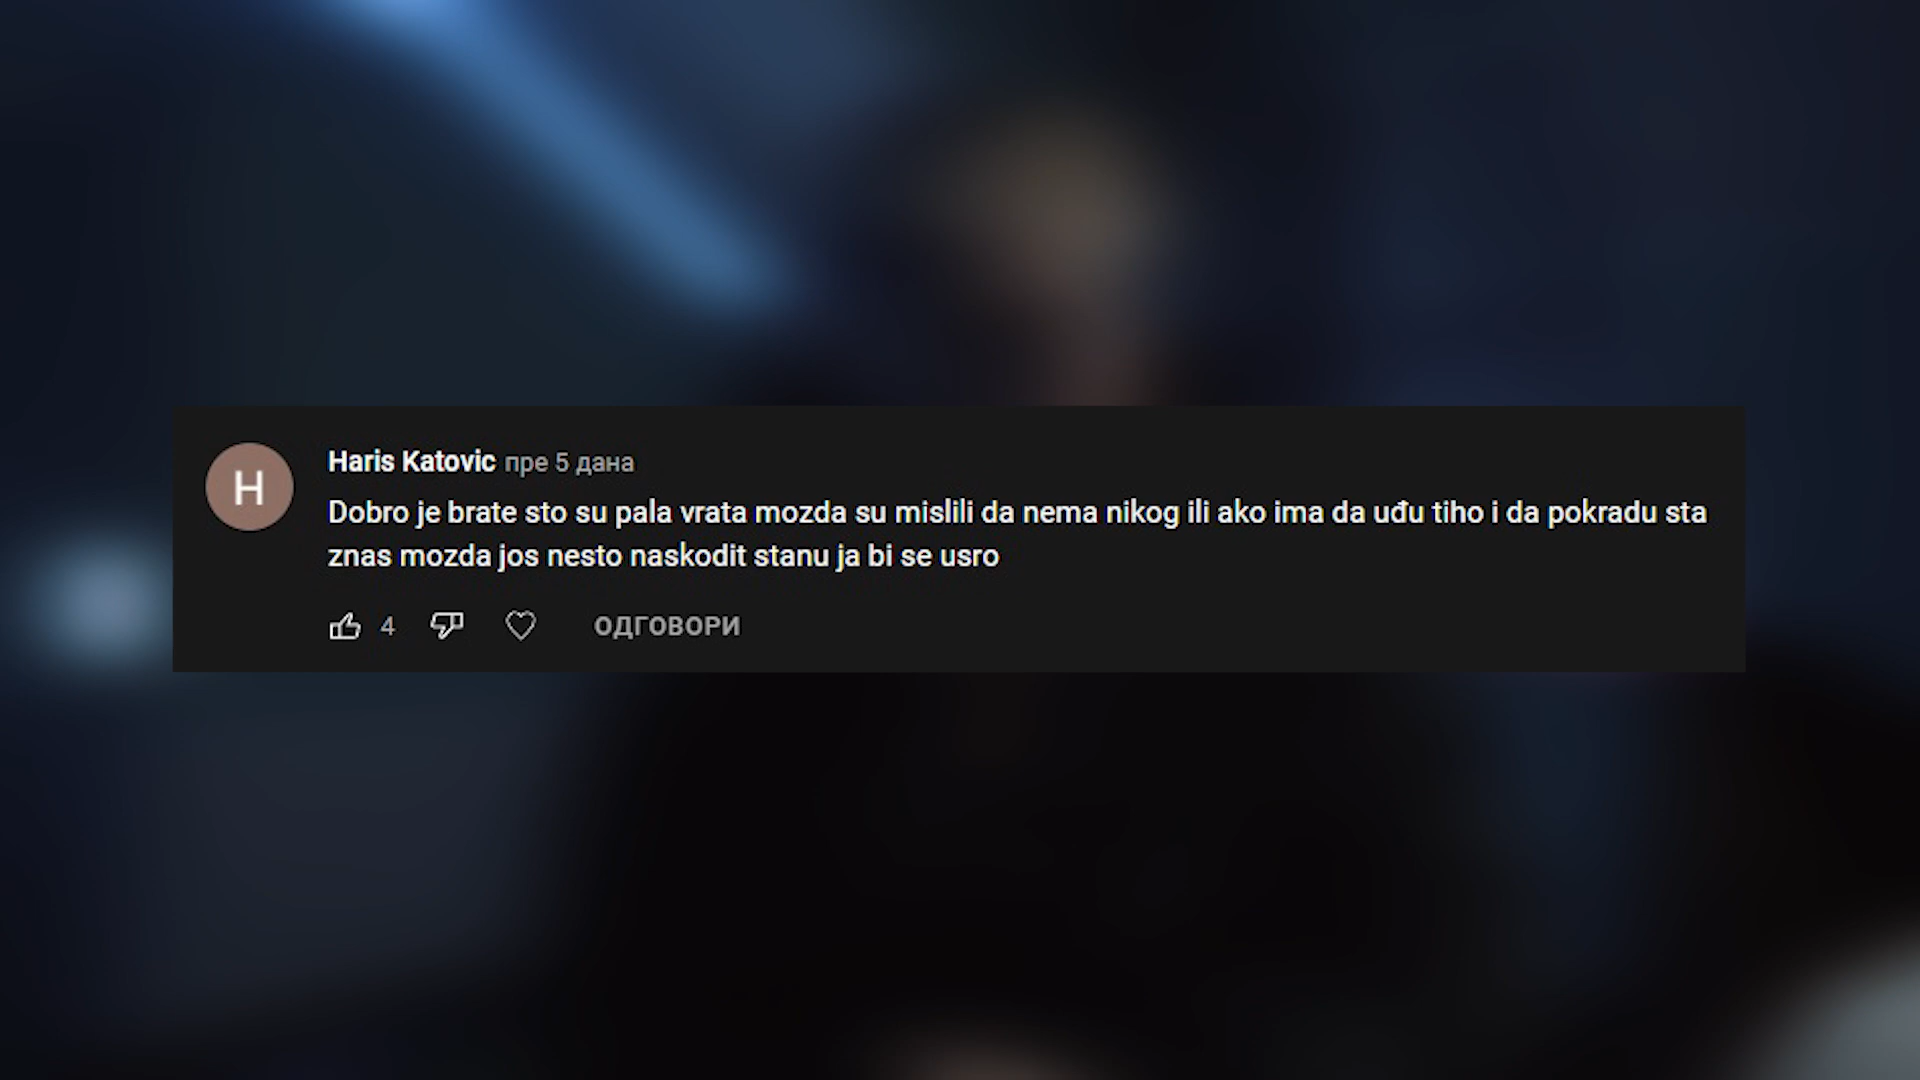 H
Haris Katovic пре 5 дана
Dobro je brate sto su pala vrata mozda su mislili da nema nikog ili ako ima da uđu tiho i da pokradu sta
znas mozda jos nesto naskodit stanu ja bi se usro
4 ОДГОВОРИ